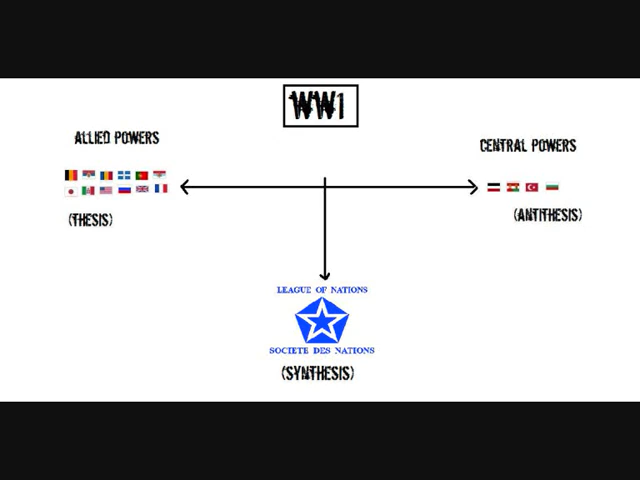 WW1
ALLIED POWERS
CENTRAL POWERS
(THESIS)
(ANTITHESIS)
LEAGUE OF NATIONS
SOCIETE DES NATIONS
(SYNTHESIS)